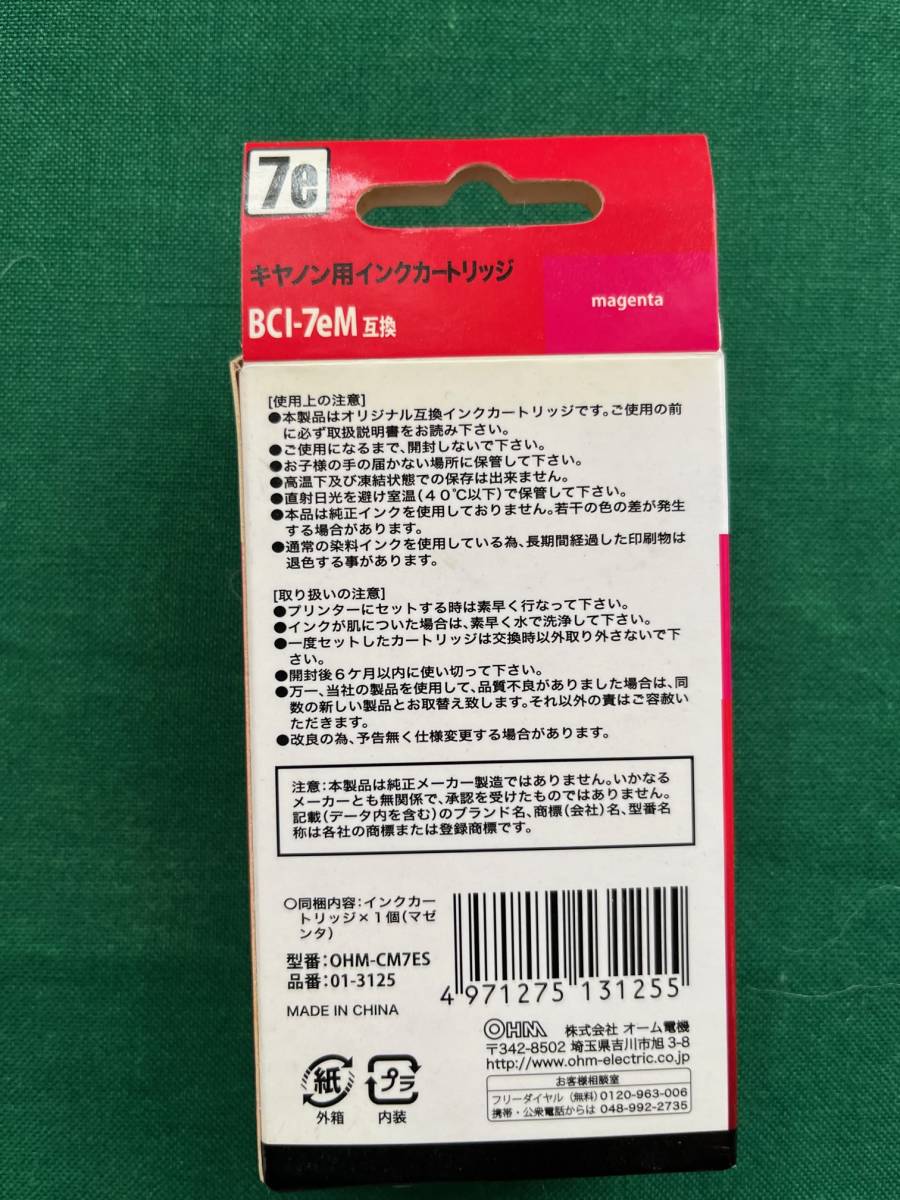 7e
キヤノン用インクカートリッジ
BCI-7eM 互換
magenta
[使用上の注意]
●本製品はオリジナル互換インクカートリッジです。ご使用の前
に必ず取扱説明書をお読み下さい。
●ご使用になるまで、開封しないで下さい。
●お子様の手の届かない場所に保管して下さい。
●高温下及び凍結状態での保存は出来ません。
●直射日光を避け室温(40℃以下)で保管して下さい。
●本品は純正インクを使用しておりません。若干の色の差が発生
する場合があります。
●通常の染料インクを使用している為、長期間経過した印刷物は
退色する事があります。
[取り扱いの注意]
●プリンターにセットする時は素早く行なって下さい。
●インクが肌についた場合は、素早く水で洗浄して下さい。
●一度セットしたカートリッジは交換時以外取り外さないで下
さい。
●開封後6ケ月以内に使い切って下さい。
●万一、当社の製品を使用して、品質不良がありました場合は、同
数の新しい製品とお取替え致します。それ以外の責はご容赦い
ただきます。
●改良の為、予告無く仕様変更する場合があります。
注意:本製品は純正メーカー製造ではありません。いかなる
メーカーとも無関係で、承認を受けたものではありません。
記載(データ内を含む)のブランド名、商標(会社)名、型番名
称は各社の商標または登録商標です。
○同梱内容:インクカー
トリッジ×1個(マゼ
ンタ)
型番:OHM-CM7ES
品番:01-3125
MADE IN CHINA
4 971275 131255
OHM 株式会社 オーム電機
〒342-8502 埼玉県吉川市旭 3-8
http://www.ohm-electric.co.jp
お客様相談室
フリーダイヤル(無料)0120-963-006
携帯・公衆電話からは 048-992-2735
紙
外箱
プラ
内装